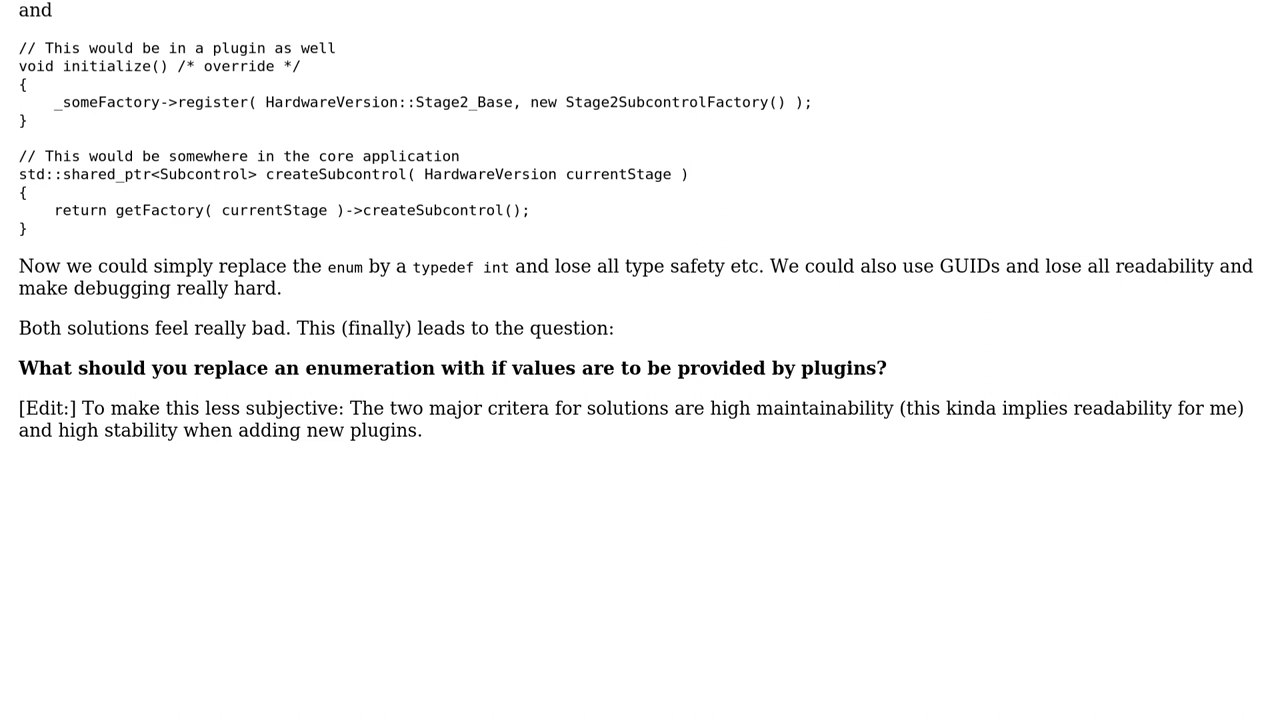 and
// This would be in a plugin as well
void initialize() /* override */
{
    _someFactory->register( HardwareVersion::Stage2_Base, new Stage2SubcontrolFactory() );
}
// This would be somewhere in the core application
std::shared_ptr<Subcontrol> createSubcontrol( HardwareVersion currentStage )
{
    return getFactory( currentStage )->createSubcontrol();
}
Now we could simply replace the enum by a typedef int and lose all type safety etc. We could also use GUIDs and lose all readability and
make debugging really hard.
Both solutions feel really bad. This (finally) leads to the question:
What should you replace an enumeration with if values are to be provided by plugins?
[Edit:] To make this less subjective: The two major critera for solutions are high maintainability (this kinda implies readability for me)
and high stability when adding new plugins.